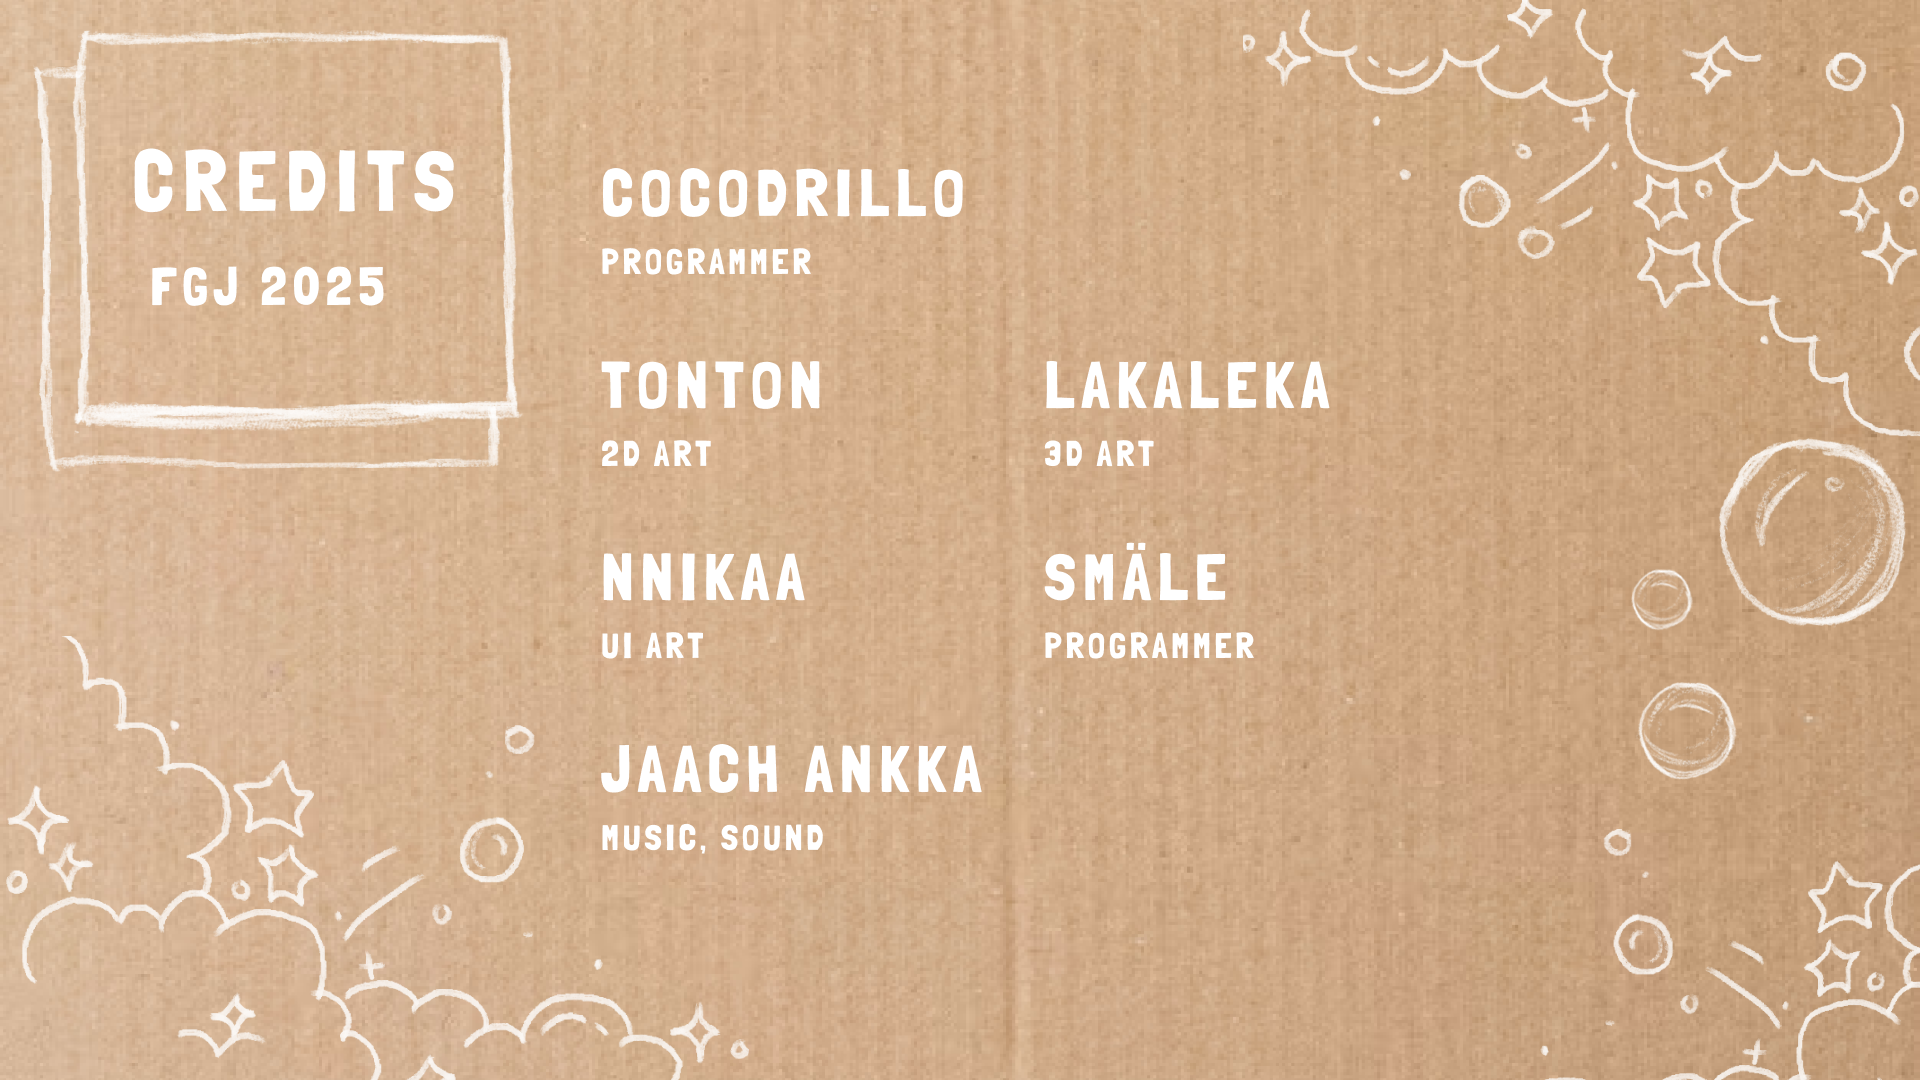 CREDITS
FGJ 2025
COCODRILLO
PROGRAMMER
TONTON
2D ART
LAKALEKA
3D ART
NNIKAA
UI ART
SMÄLE
PROGRAMMER
JAACH ANKKA
MUSIC, SOUND